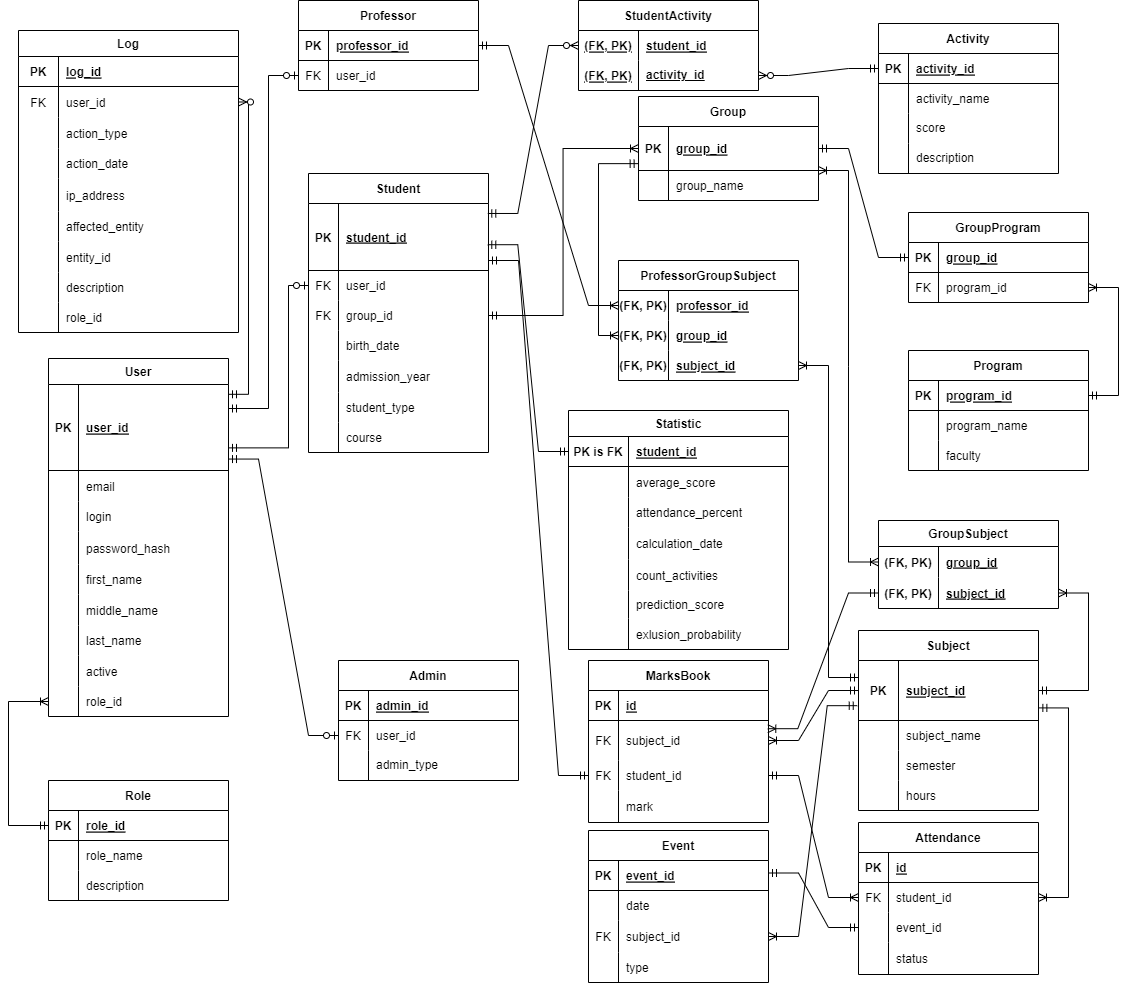 Log
PK log_id
FK user_id
action_type
action_date
ip_address
affected_entity
entity_id
description
role_id
Professor
PK professor_id
FK user_id
StudentActivity
(FK, PK) student_id
(FK, PK) activity_id
Activity
PK activity_id
activity_name
score
description
Group
PK group_id
group_name
Student
PK student_id
FK user_id
FK group_id
birth_date
admission_year
student_type
course
GroupProgram
PK group_id
FK program_id
ProfessorGroupSubject
(FK, PK) professor_id
(FK, PK) group_id
(FK, PK) subject_id
Program
PK program_id
program_name
faculty
User
PK user_id
email
login
password_hash
first_name
middle_name
last_name
active
role_id
Statistic
PK is FK student_id
average_score
attendance_percent
calculation_date
count_activities
prediction_score
exlusion_probability
GroupSubject
(FK, PK) group_id
(FK, PK) subject_id
Subject
PK subject_id
subject_name
semester
hours
Admin
PK admin_id
FK user_id
admin_type
MarksBook
PK id
FK subject_id
FK student_id
mark
Role
PK role_id
role_name
description
Event
PK event_id
date
FK subject_id
type
Attendance
PK id
FK student_id
event_id
status